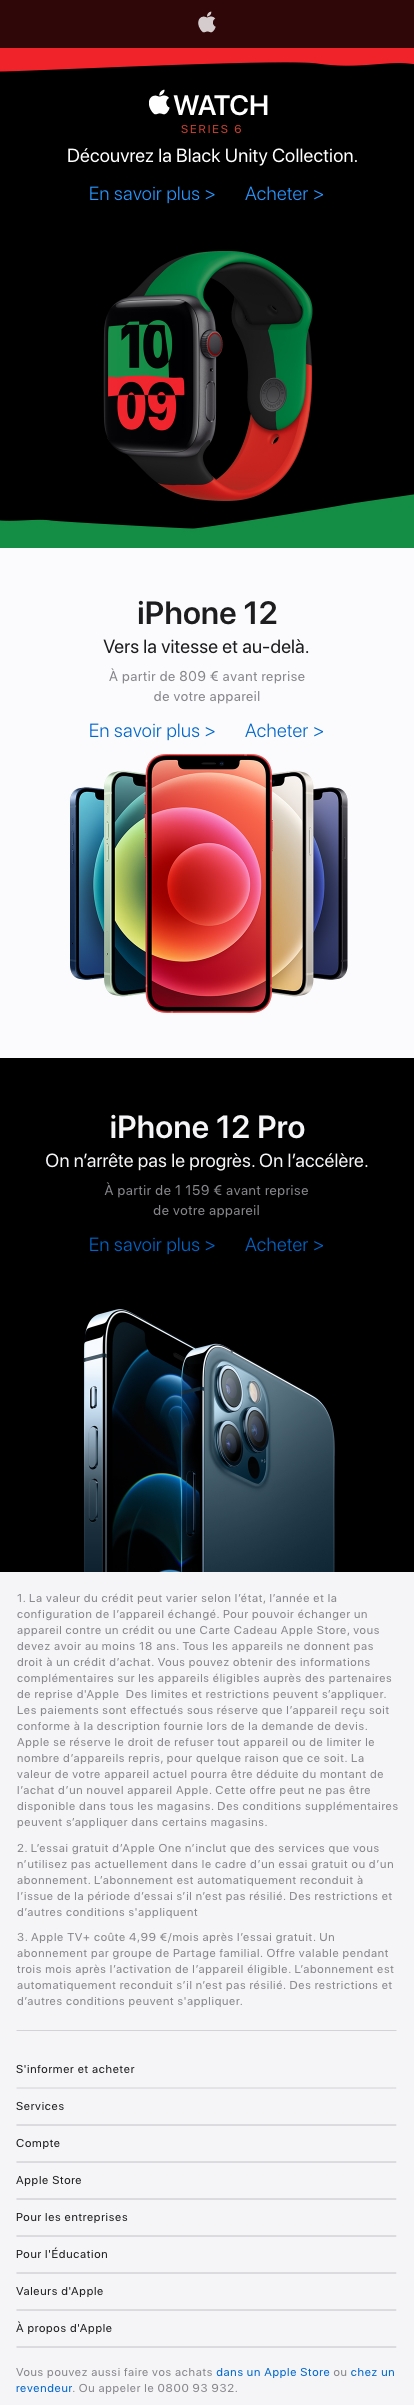 WATCH
SERIES 6
Découvrez la Black Unity Collection.
En savoir plus > Acheter >
10
09
iPhone 12
Vers la vitesse et au-delà.
À partir de 809 € avant reprise
de votre appareil
En savoir plus > Acheter >
iPhone 12 Pro
On n’arrête pas le progrès. On l’accélère.
À partir de 1 159 € avant reprise
de votre appareil
En savoir plus > Acheter >
1. La valeur du crédit peut varier selon l’état, l’année et la
configuration de l’appareil échangé. Pour pouvoir échanger un
appareil contre un crédit ou une Carte Cadeau Apple Store, vous
devez avoir au moins 18 ans. Tous les appareils ne donnent pas
droit à un crédit d’achat. Vous pouvez obtenir des informations
complémentaires sur les appareils éligibles auprès des partenaires
de reprise d’Apple  Des limites et restrictions peuvent s’appliquer.
Les paiements sont effectués sous réserve que l’appareil reçu soit
conforme à la description fournie lors de la demande de devis.
Apple se réserve le droit de refuser tout appareil ou de limiter le
nombre d’appareils repris, pour quelque raison que ce soit. La
valeur de votre appareil actuel pourra être déduite du montant de
l’achat d’un nouvel appareil Apple. Cette offre peut ne pas être
disponible dans tous les magasins. Des conditions supplémentaires
peuvent s’appliquer dans certains magasins.
2. L’essai gratuit d’Apple One n’inclut que des services que vous
n’utilisez pas actuellement dans le cadre d’un essai gratuit ou d’un
abonnement. L’abonnement est automatiquement reconduit à
l’issue de la période d’essai s’il n’est pas résilié. Des restrictions et
d’autres conditions s'appliquent
3. Apple TV+ coûte 4,99 €/mois après l’essai gratuit. Un
abonnement par groupe de Partage familial. Offre valable pendant
trois mois après l’activation de l’appareil éligible. L’abonnement est
automatiquement reconduit s’il n’est pas résilié. Des restrictions et
d’autres conditions peuvent s'appliquer.
S'informer et acheter
Services
Compte
Apple Store
Pour les entreprises
Pour l'Éducation
Valeurs d'Apple
À propos d'Apple
Vous pouvez aussi faire vos achats dans un Apple Store ou chez un
revendeur. Ou appeler le 0800 93 932.